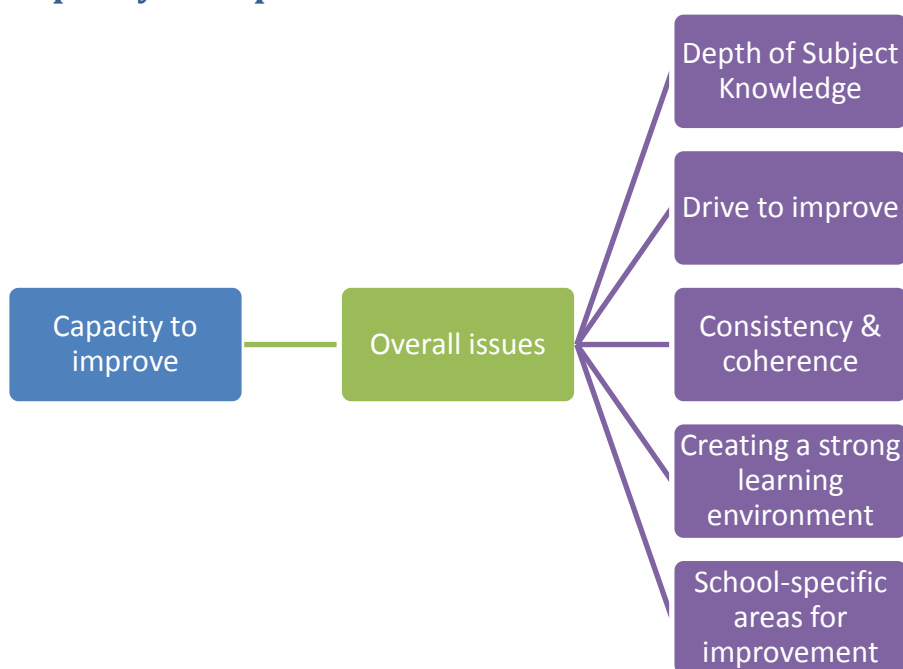 Depth of Subject
Knowledge
Drive to improve
Capacity to
improve
Overall issues
Consistency &
coherence
Creating a strong
learning
environment
School-specific
areas for
improvement